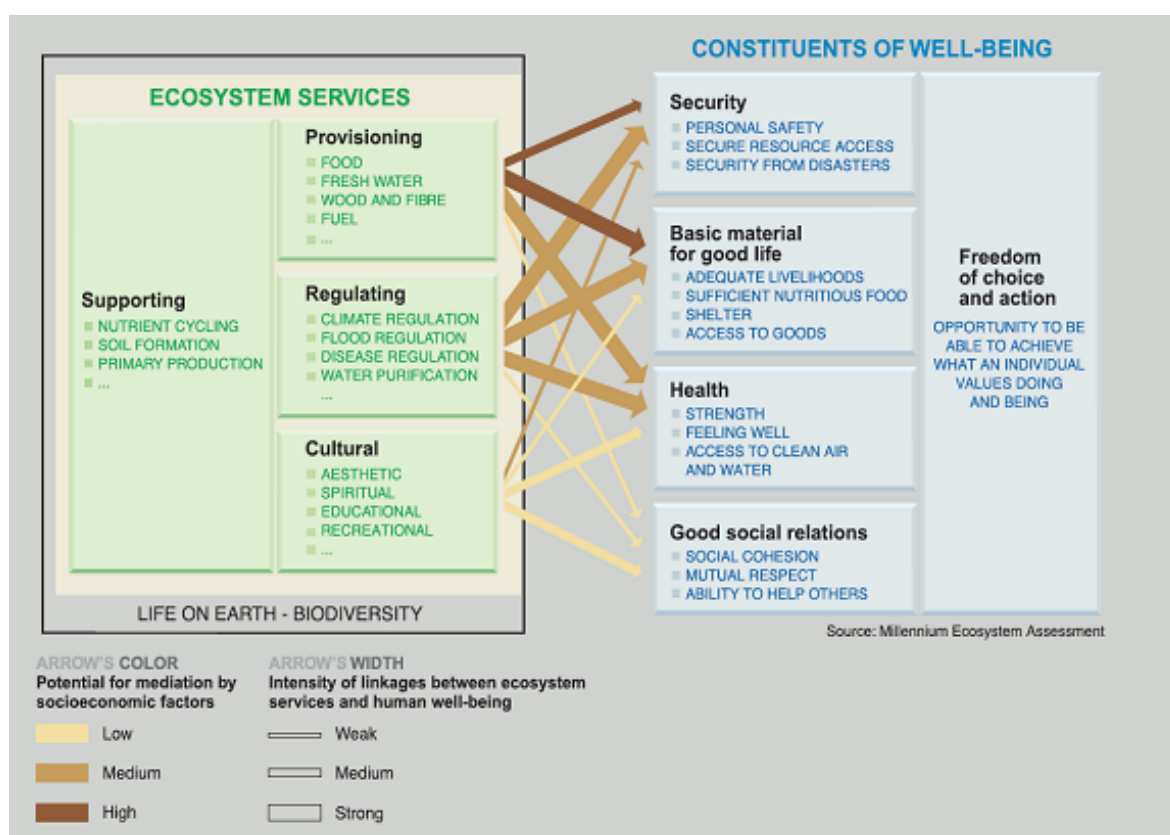 CONSTITUENTS OF WELL-BEING
ECOSYSTEM SERVICES
Supporting
NUTRIENT CYCLING
SOIL FORMATION
PRIMARY PRODUCTION
...
Provisioning
FOOD
FRESH WATER
WOOD AND FIBRE
FUEL
...
Regulating
CLIMATE REGULATION
FLOOD REGULATION
DISEASE REGULATION
WATER PURIFICATION
...
Cultural
AESTHETIC
SPIRITUAL
EDUCATIONAL
RECREATIONAL
...
LIFE ON EARTH - BIODIVERSITY
Security
PERSONAL SAFETY
SECURE RESOURCE ACCESS
SECURITY FROM DISASTERS
Basic material
for good life
ADEQUATE LIVELIHOODS
SUFFICIENT NUTRITIOUS FOOD
SHELTER
ACCESS TO GOODS
Health
STRENGTH
FEELING WELL
ACCESS TO CLEAN AIR
AND WATER
Good social relations
SOCIAL COHESION
MUTUAL RESPECT
ABILITY TO HELP OTHERS
Freedom
of choice
and action
OPPORTUNITY TO BE
ABLE TO ACHIEVE
WHAT AN INDIVIDUAL
VALUES DOING
AND BEING
Source: Millennium Ecosystem Assessment
ARROW'S COLOR
Potential for mediation by
socioeconomic factors
Low
Medium
High
ARROW'S WIDTH
Intensity of linkages between ecosystem
services and human well-being
Weak
Medium
Strong